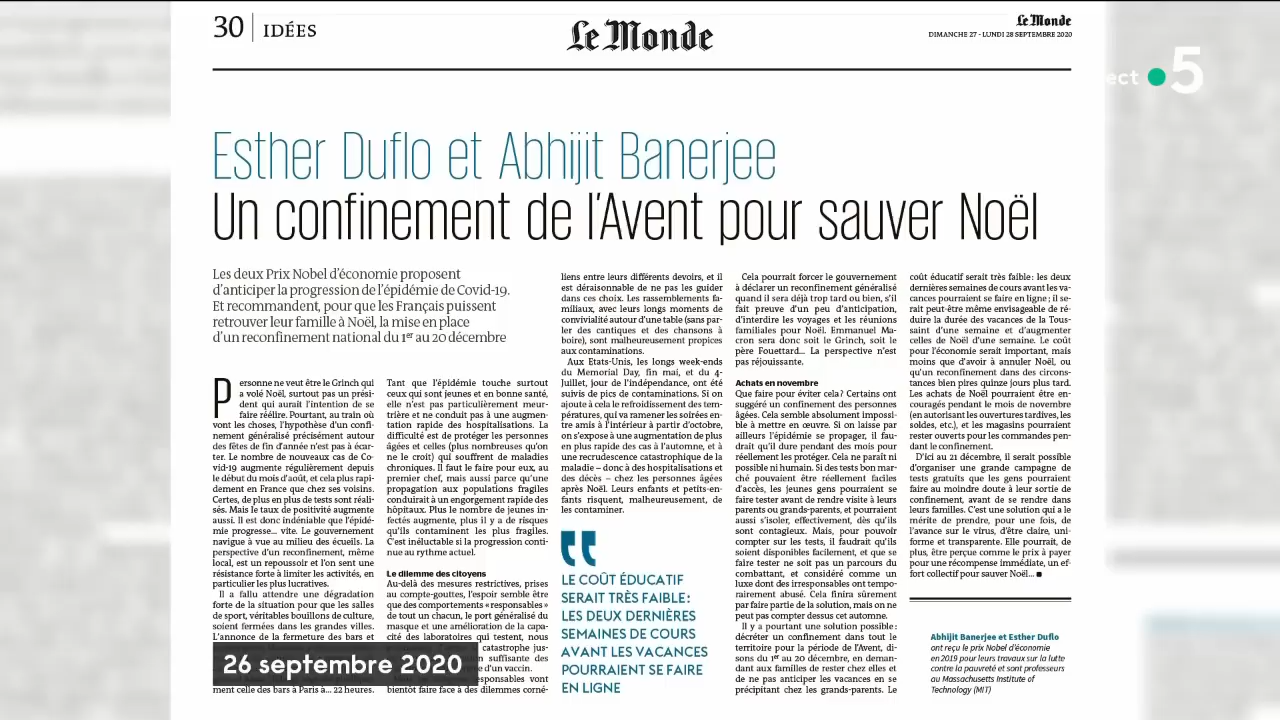 30 IDÉES
Le Monde
Le Monde
DIMANCHE 27 - LUNDI 28 SEPTEMBRE 2020
ect 5
Esther Duflo et Abhijit Banerjee
Un confinement de l'Avent pour sauver Noël
Les deux Prix Nobel d'économie proposent
d'anticiper la progression de l'épidémie de Covid-19.
Et recommandent, pour que les Français puissent
retrouver leur famille à Noël, la mise en place
d'un reconfinement national du 1er au 20 décembre
Personne ne veut être le Grinch qui
a volé Noël, surtout pas un prési-
dent qui aurait l'intention de se
faire réélire. Pourtant, au train où
vont les choses, l'hypothèse d'un confi-
nement généralisé précisément autour
des fêtes de fin d'année n'est pas à écar-
ter. Le nombre de nouveaux cas de Co-
vid-19 augmente régulièrement depuis
le début du mois d'août, et cela plus rapi-
dement en France que chez ses voisins.
Certes, de plus en plus de tests sont réali-
sés. Mais le taux de positivité augmente
aussi. Il est donc indéniable que l'épidé-
mie progresse... vite. Le gouvernement
navigue à vue au milieu des écueils. La
perspective d'un reconfinement, même
local, est un repoussoir et l'on sent une
résistance forte à limiter les activités, en
particulier les plus lucratives.
Il a fallu attendre une dégradation
forte de la situation pour que les salles
de sport, véritables bouillons de culture,
soient fermées dans les grandes villes.
L'annonce de la fermeture des bars et
ment celle des bars à Paris à... 22 heures.
Tant que l'épidémie touche surtout
ceux qui sont jeunes et en bonne santé,
elle n'est pas particulièrement meur-
trière et ne conduit pas à une augmen-
tation rapide des hospitalisations. La
difficulté est de protéger les personnes
âgées et celles (plus nombreuses qu'on
ne le croit) qui souffrent de maladies
chroniques. Il faut le faire pour eux, au
premier chef, mais aussi parce qu'une
propagation aux populations fragiles
conduirait à un engorgement rapide des
hôpitaux. Plus le nombre de jeunes in-
fectés augmente, plus il y a de risques
qu'ils contaminent les plus fragiles.
C'est inéluctable si la progression conti-
nue au rythme actuel.
Le dilemme des citoyens
Au-delà des mesures restrictives, prises
au compte-gouttes, l'espoir semble être
que des comportements « responsables »
de tout un chacun, le port généralisé du
masque et une amélioration de la capa-
cité des laboratoires qui testent, nous
catastrophe jus-
suffisante des
d'un vaccin.
esponsables vont
bientôt faire face à des dilemmes corné-
liens entre leurs différents devoirs, et il
est déraisonnable de ne pas les guider
dans ces choix. Les rassemblements fa-
miliaux, avec leurs longs moments de
convivialité autour d'une table (sans par-
ler des cantiques et des chansons à
boire), sont malheureusement propices
aux contaminations.
Aux Etats-Unis, les longs week-ends
du Memorial Day, fin mai, et du 4-
Juillet, jour de l'indépendance, ont été
suivis de pics de contaminations. Si on
ajoute à cela le refroidissement des tem-
pératures, qui va ramener les soirées en-
tre amis à l'intérieur à partir d'octobre,
on s'expose à une augmentation de plus
en plus rapide des cas à l'automne, et à
une recrudescence catastrophique de la
maladie – donc à des hospitalisations et
des décès – chez les personnes âgées
après Noël. Leurs enfants et petits-en-
fants risquent, malheureusement, de
les contaminer.
LE COÛT ÉDUCATIF
SERAIT TRÈS FAIBLE :
LES DEUX DERNIÈRES
SEMAINES DE COURS
AVANT LES VACANCES
POURRAIENT SE FAIRE
EN LIGNE
Cela pourrait forcer le gouvernement
à déclarer un reconfinement généralisé
quand il sera déjà trop tard ou bien, s'il
fait preuve d'un peu d'anticipation,
d'interdire les voyages et les réunions
familiales pour Noël. Emmanuel Ma-
cron sera donc soit le Grinch, soit le
père Fouettard... La perspective n'est
pas réjouissante.
Achats en novembre
Que faire pour éviter cela ? Certains ont
suggéré un confinement des personnes
âgées. Cela semble absolument impossi-
ble à mettre en œuvre. Si on laisse par
ailleurs l'épidémie se propager, il fau-
drait qu'il dure pendant des mois pour
réellement les protéger. Cela ne paraît ni
possible ni humain. Si des tests bon mar-
ché pouvaient être réellement faciles
d'accès, les jeunes gens pourraient se
faire tester avant de rendre visite à leurs
parents ou grands-parents, et pourraient
aussi s'isoler, effectivement, dès qu'ils
sont contagieux. Mais, pour pouvoir
compter sur les tests, il faudrait qu'ils
soient disponibles facilement, et que se
faire tester ne soit pas un parcours du
combattant, et considéré comme un
luxe dont des irresponsables ont tempo-
rairement abusé. Cela finira sûrement
par faire partie de la solution, mais on ne
peut pas compter dessus cet automne.
Il y a pourtant une solution possible :
décréter un confinement dans tout le
territoire pour la période de l'Avent, di-
sons du 1er au 20 décembre, en deman-
dant aux familles de rester chez elles et
de ne pas anticiper les vacances en se
précipitant chez les grands-parents. Le
coût éducatif serait très faible : les deux
dernières semaines de cours avant les va-
cances pourraient se faire en ligne ; il se-
rait peut-être même envisageable de ré-
duire la durée des vacances de la Tous-
saint d'une semaine et d'augmenter
celles de Noël d'une semaine. Le coût
pour l'économie serait important, mais
moins que d'avoir à annuler Noël, ou
qu'un reconfinement dans des circons-
tances bien pires quinze jours plus tard.
Les achats de Noël pourraient être en-
couragés pendant le mois de novembre
(en autorisant les ouvertures tardives, les
soldes, etc.), et les magasins pourraient
rester ouverts pour les commandes pen-
dant le confinement.
D'ici au 21 décembre, il serait possible
d'organiser une grande campagne de
tests gratuits que les gens pourraient
faire au moindre doute à leur sortie de
confinement, avant de se rendre dans
leurs familles. C'est une solution qui a le
mérite de prendre, pour une fois, de
l'avance sur le virus, d'être claire, uni-
forme et transparente. Elle pourrait, de
plus, être perçue comme le prix à payer
pour une récompense immédiate, un ef-
fort collectif pour sauver Noël... ■
Abhijit Banerjee et Esther Duflo
ont reçu le prix Nobel d'économie
en 2019 pour leurs travaux sur la lutte
contre la pauvreté et sont professeurs
au Massachusetts Institute of
Technology (MIT)
26 septembre 2020